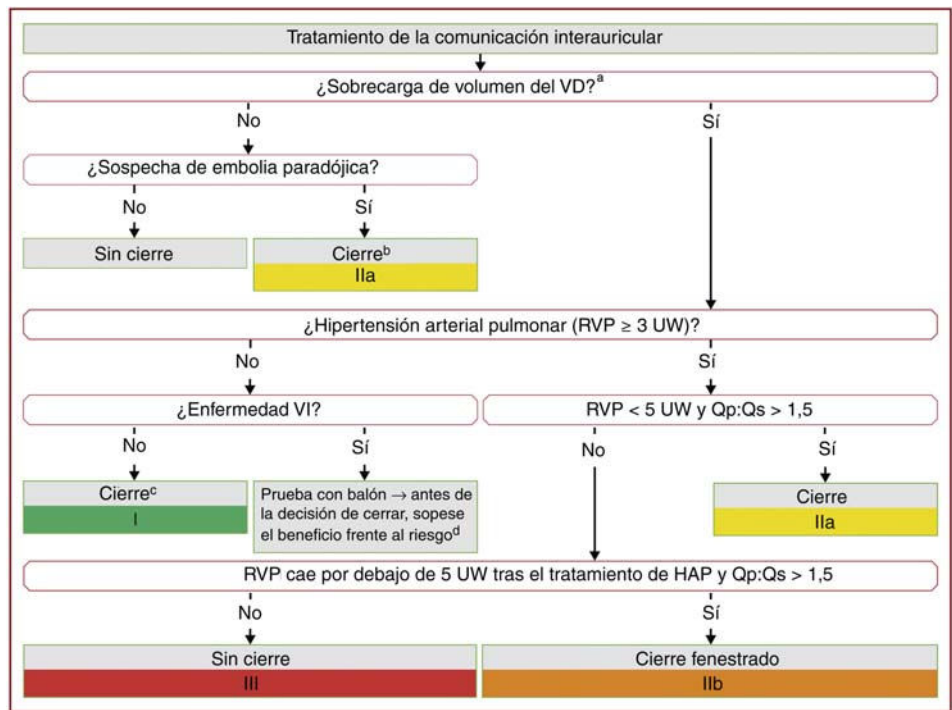 Tratamiento de la comunicación interauricular
¿Sobrecarga de volumen del VD?a
No
Sí
¿Sospecha de embolia paradójica?
No
Sí
Sin cierre
Cierreb
IIa
¿Hipertensión arterial pulmonar (RVP ≥ 3 UW)?
No
Sí
¿Enfermedad VI?
RVP < 5 UW y Qp:Qs > 1,5
No
Sí
No
Sí
Cierrec
I
Prueba con balón → antes de
la decisión de cerrar, sopese
el beneficio frente al riesgod
Cierre
IIa
RVP cae por debajo de 5 UW tras el tratamiento de HAP y Qp:Qs > 1,5
No
Sí
Sin cierre
III
Cierre fenestrado
IIb